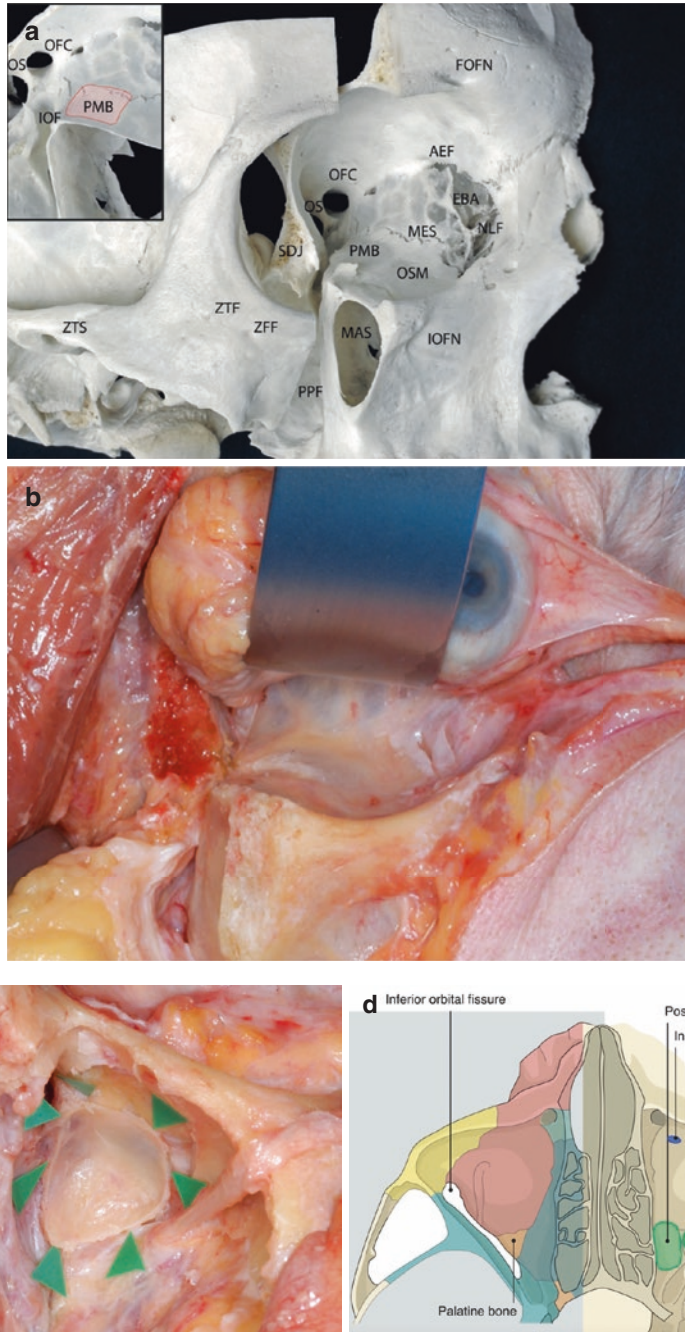 a
OFC
OS
IOF
PMB
FOFN
AEF
OFC
EBA
OS
NLF
MES
SDJ
PMB
OSM
ZTF
ZTS
ZFF
MAS
IOFN
PPF
b
d
Inferior orbital fissure
Pos
In
Palatine bone